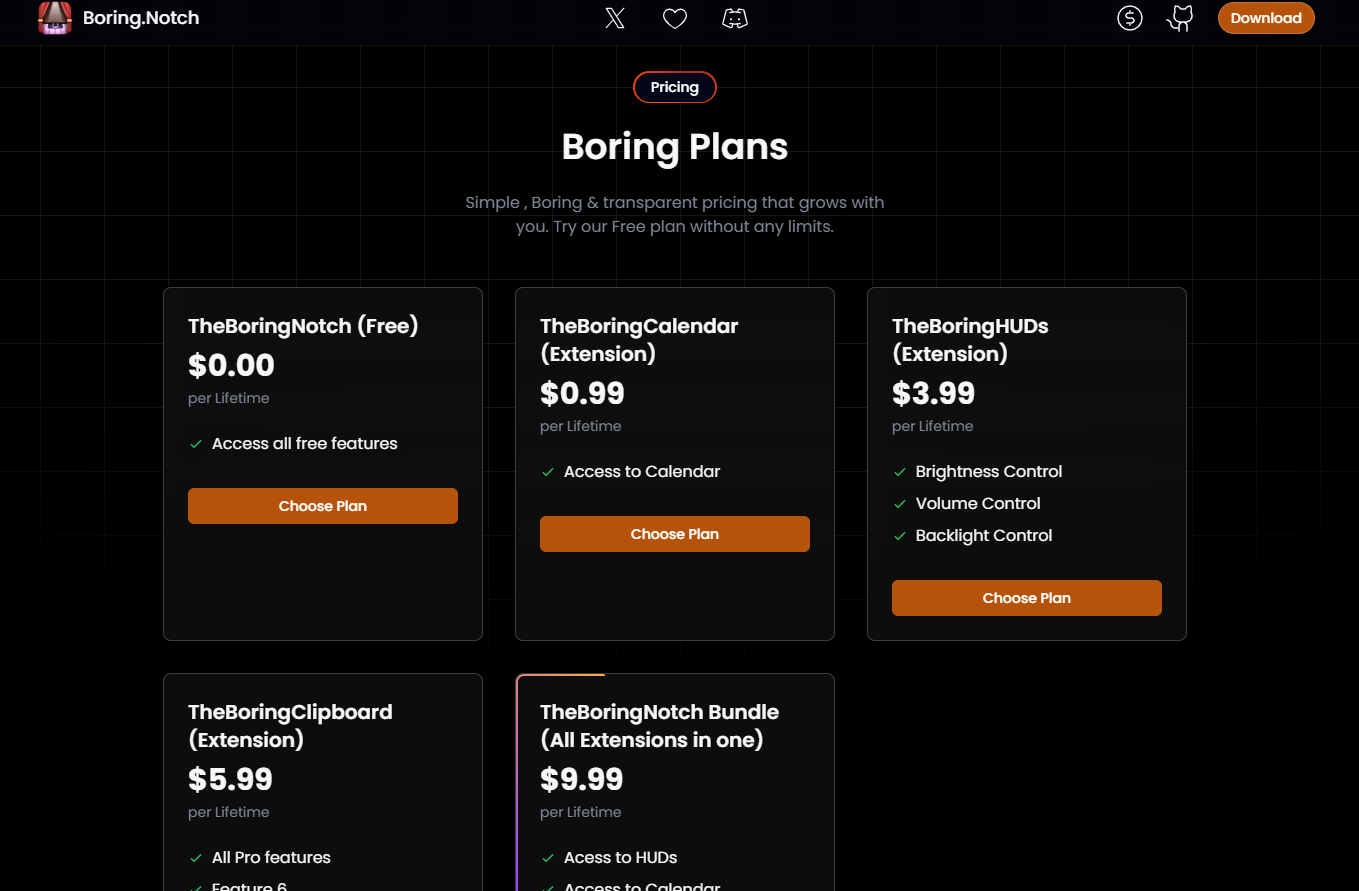 Boring.Notch
Download
Pricing
Boring Plans
Simple , Boring & transparent pricing that grows with
you. Try our Free plan without any limits.
TheBoringNotch (Free)
$0.00
per Lifetime
Access all free features
Choose Plan
TheBoringCalendar
(Extension)
$0.99
per Lifetime
Access to Calendar
Choose Plan
TheBoringHUDs
(Extension)
$3.99
per Lifetime
Brightness Control
Volume Control
Backlight Control
Choose Plan
TheBoringClipboard
(Extension)
$5.99
per Lifetime
All Pro features
Feature 6
TheBoringNotch Bundle
(All Extensions in one)
$9.99
per Lifetime
Acess to HUDs
Access to Calendar